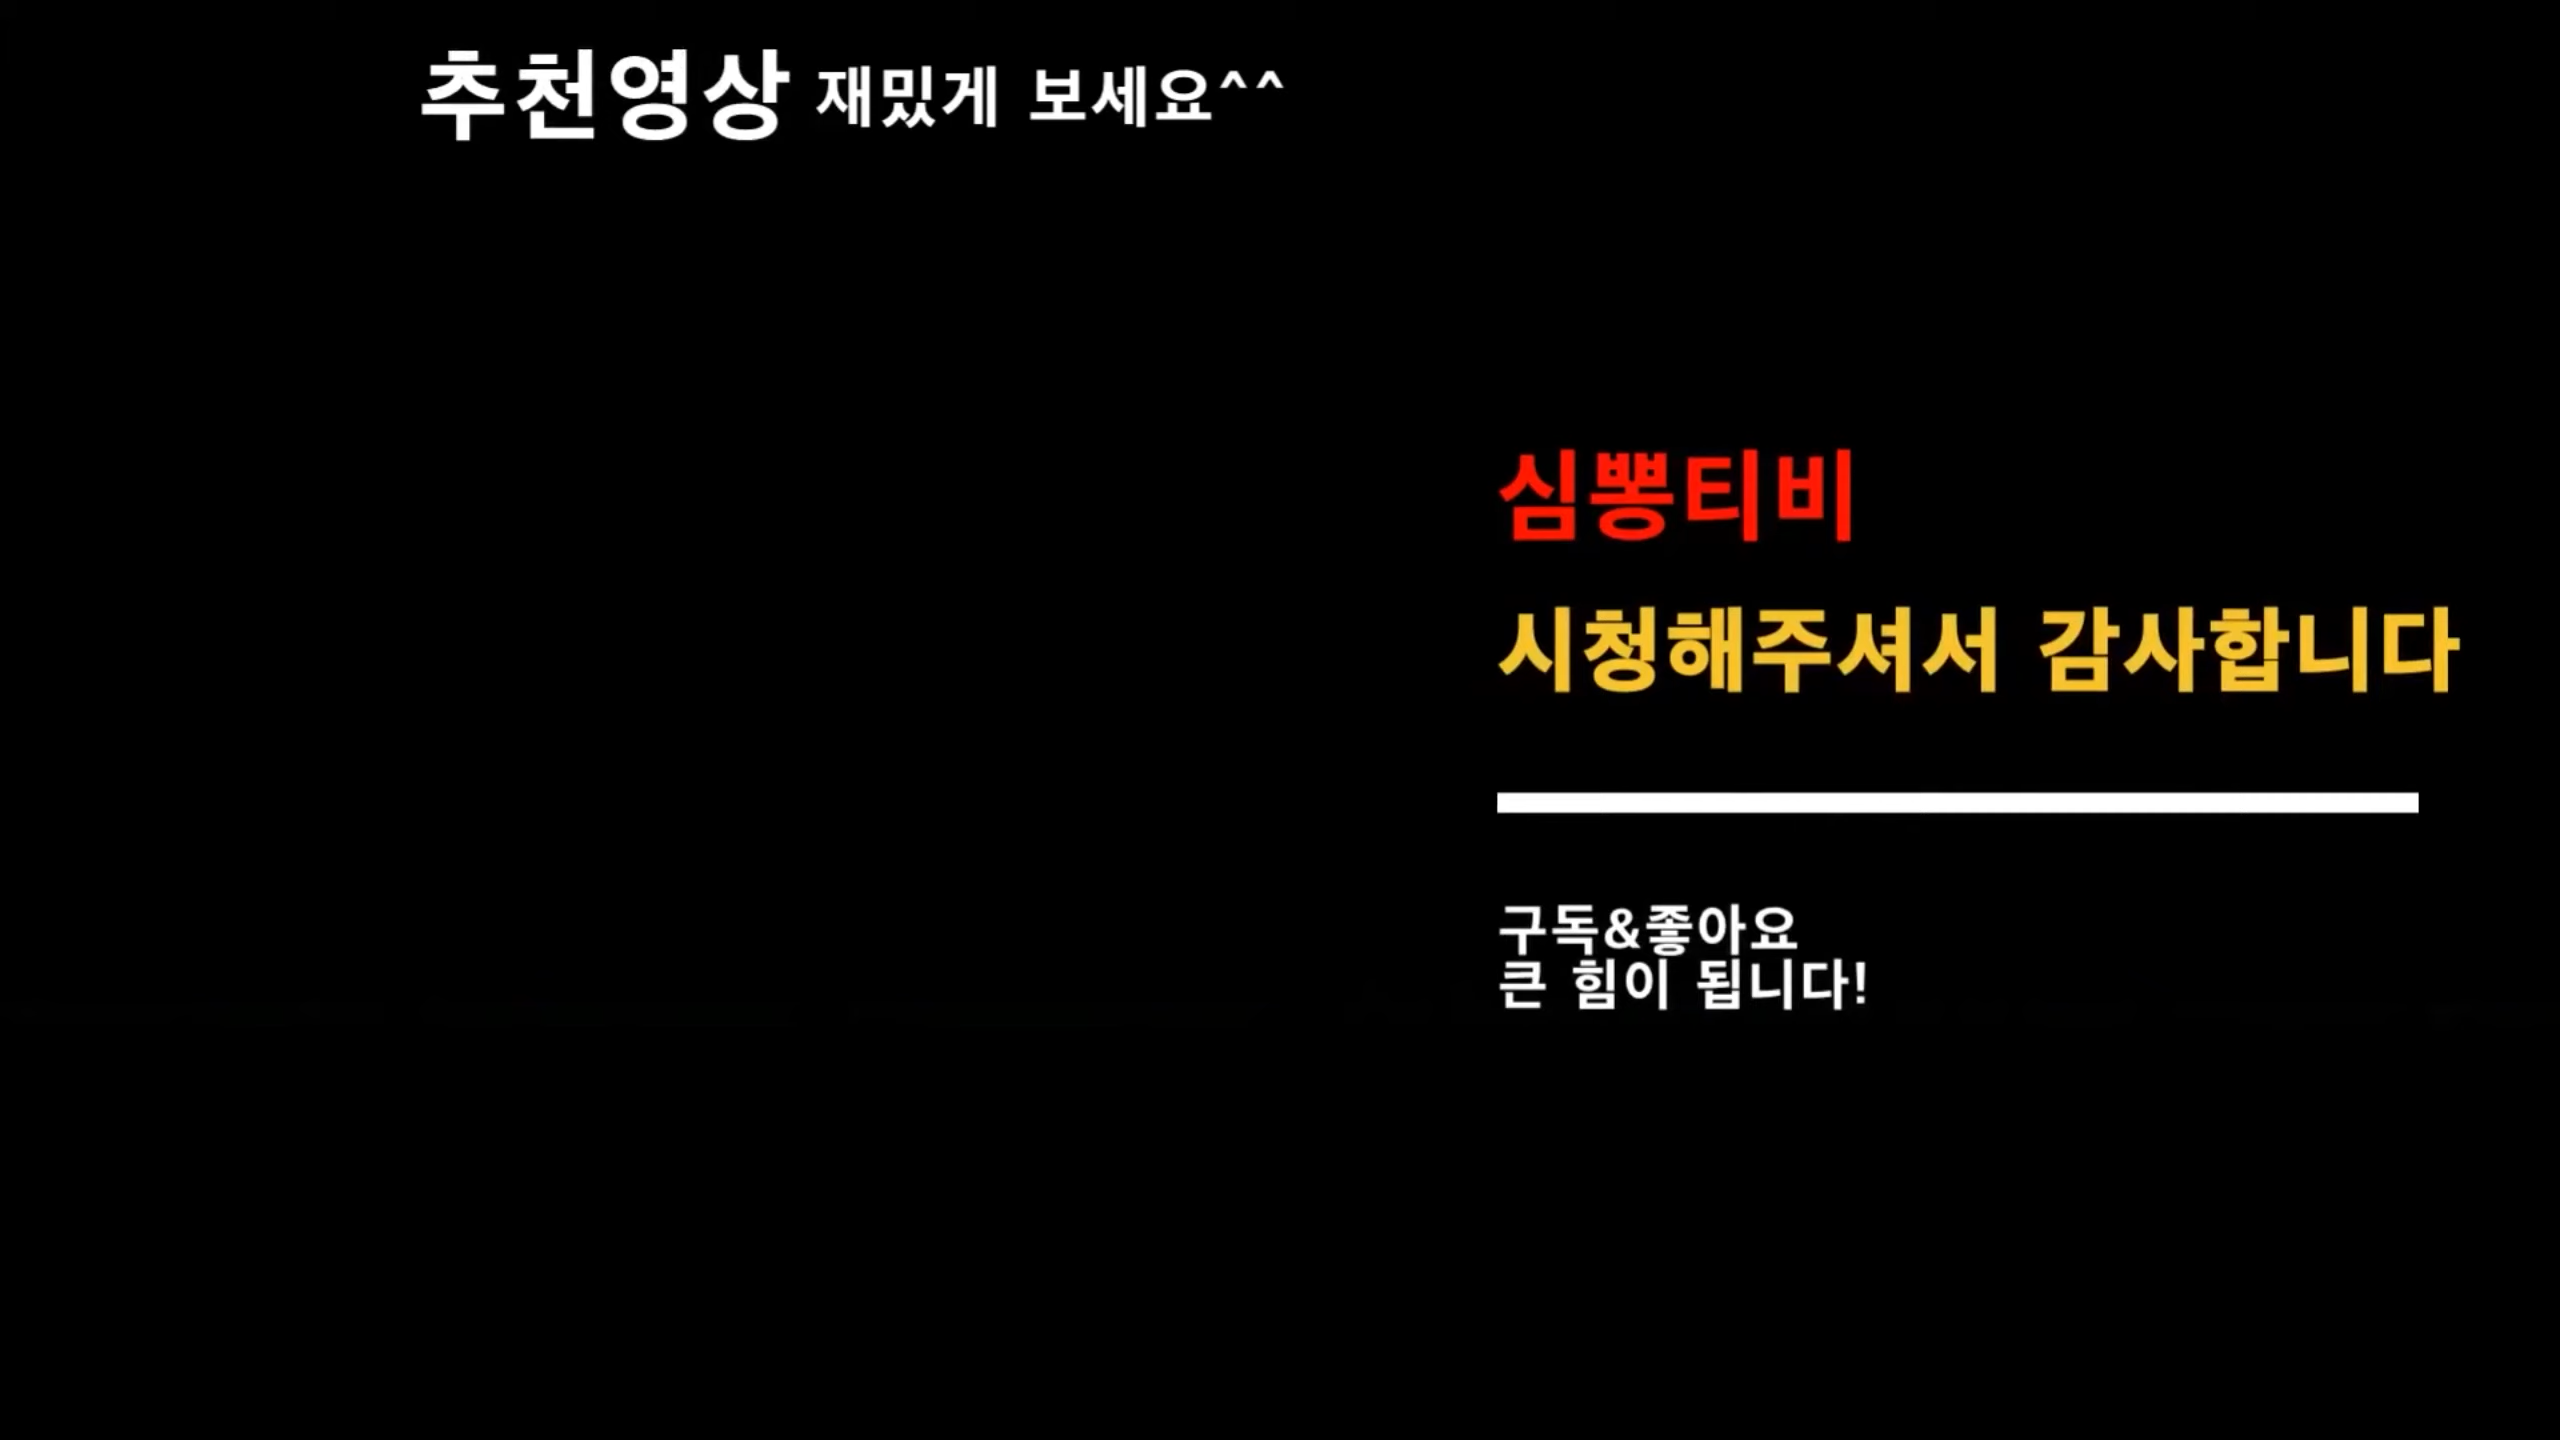 추천영상 재밌게 보세요^^
심뽕티비
시청해주셔서 감사합니다
구독&좋아요
큰 힘이 됩니다!